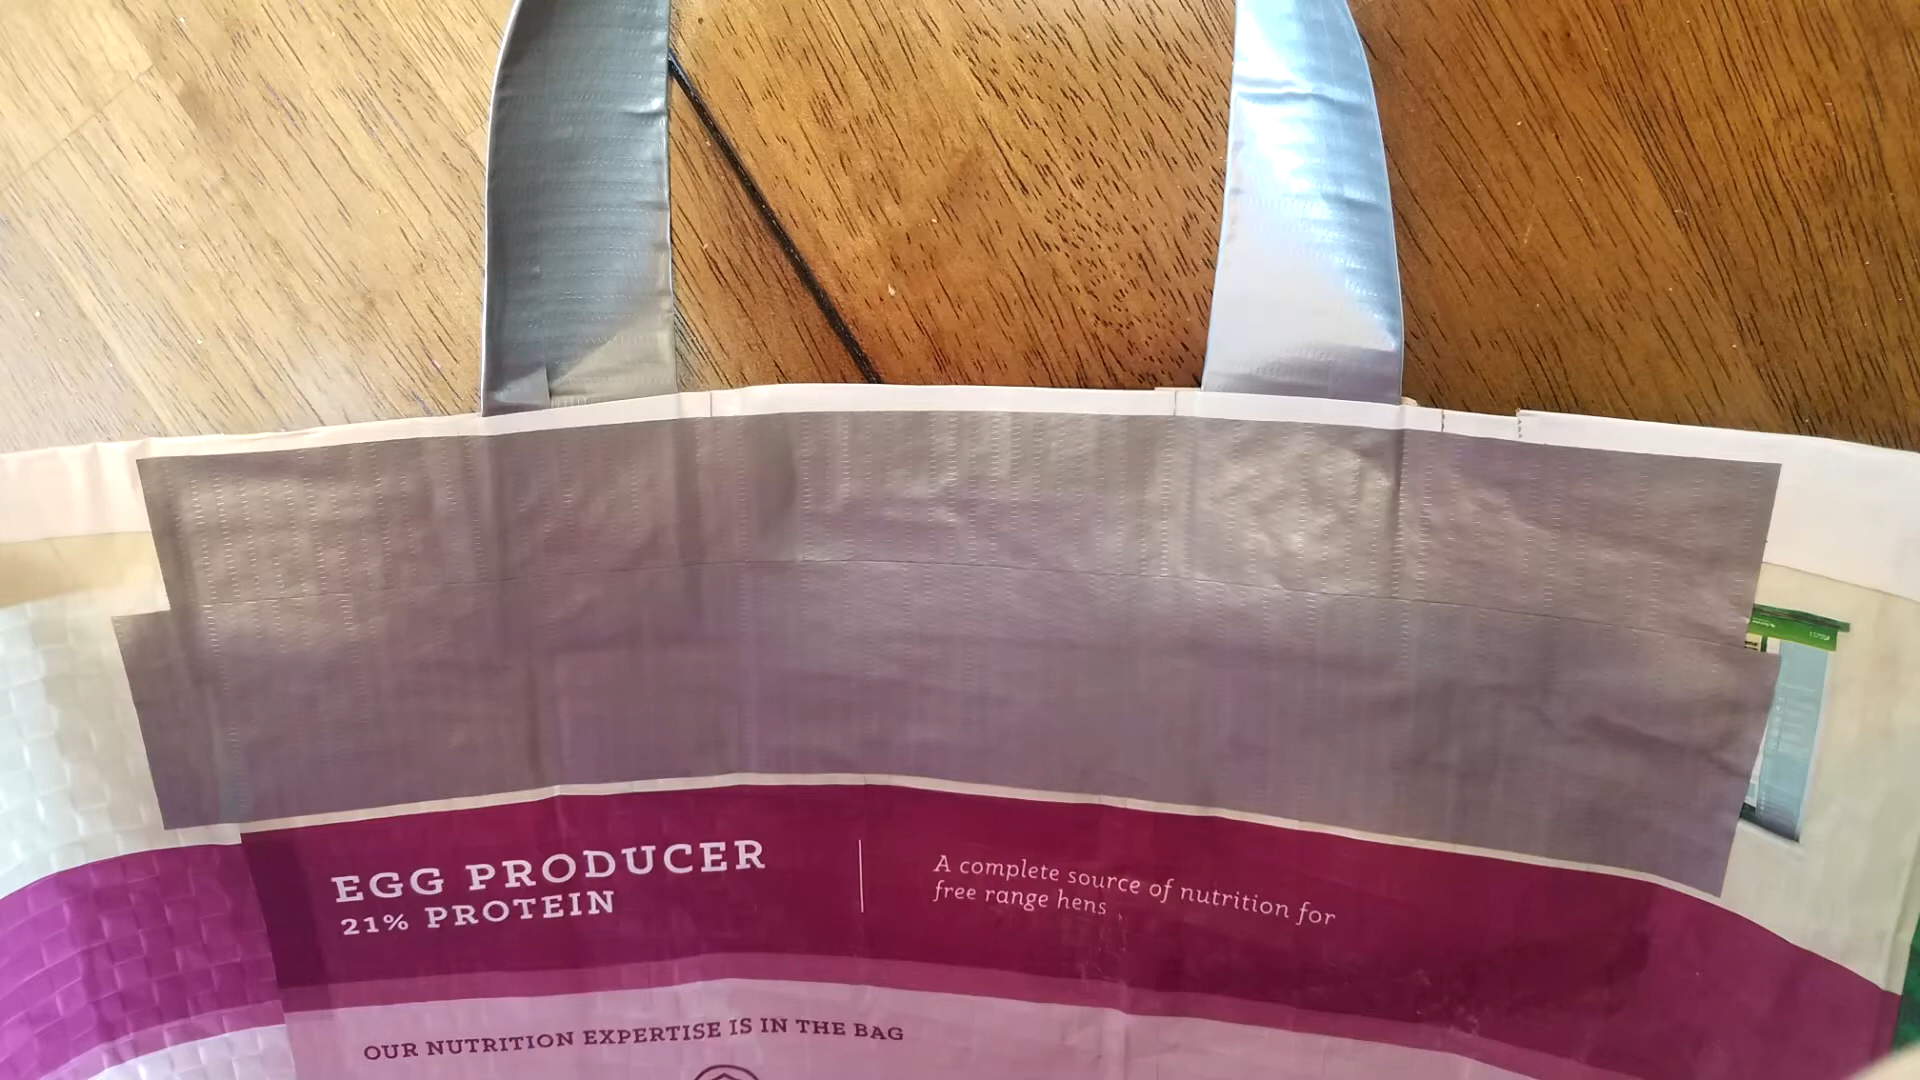 EGG PRODUCER
21% PROTEIN
A complete source of nutrition for
free range hens
OUR NUTRITION EXPERTISE IS IN THE BAG